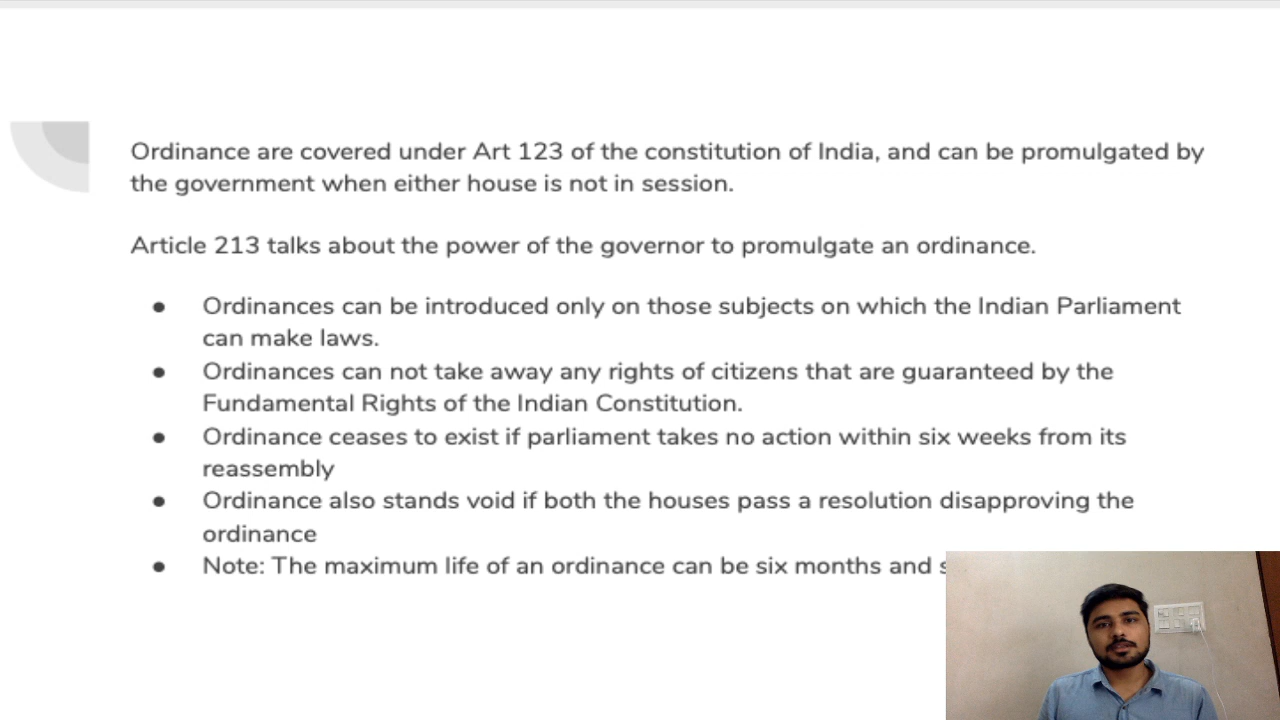 Ordinance are covered under Art 123 of the constitution of India, and can be promulgated by
the government when either house is not in session.
Article 213 talks about the power of the governor to promulgate an ordinance.
● Ordinances can be introduced only on those subjects on which the Indian Parliament
can make laws.
● Ordinances can not take away any rights of citizens that are guaranteed by the
Fundamental Rights of the Indian Constitution.
● Ordinance ceases to exist if parliament takes no action within six weeks from its
reassembly
● Ordinance also stands void if both the houses pass a resolution disapproving the
ordinance
● Note: The maximum life of an ordinance can be six months and